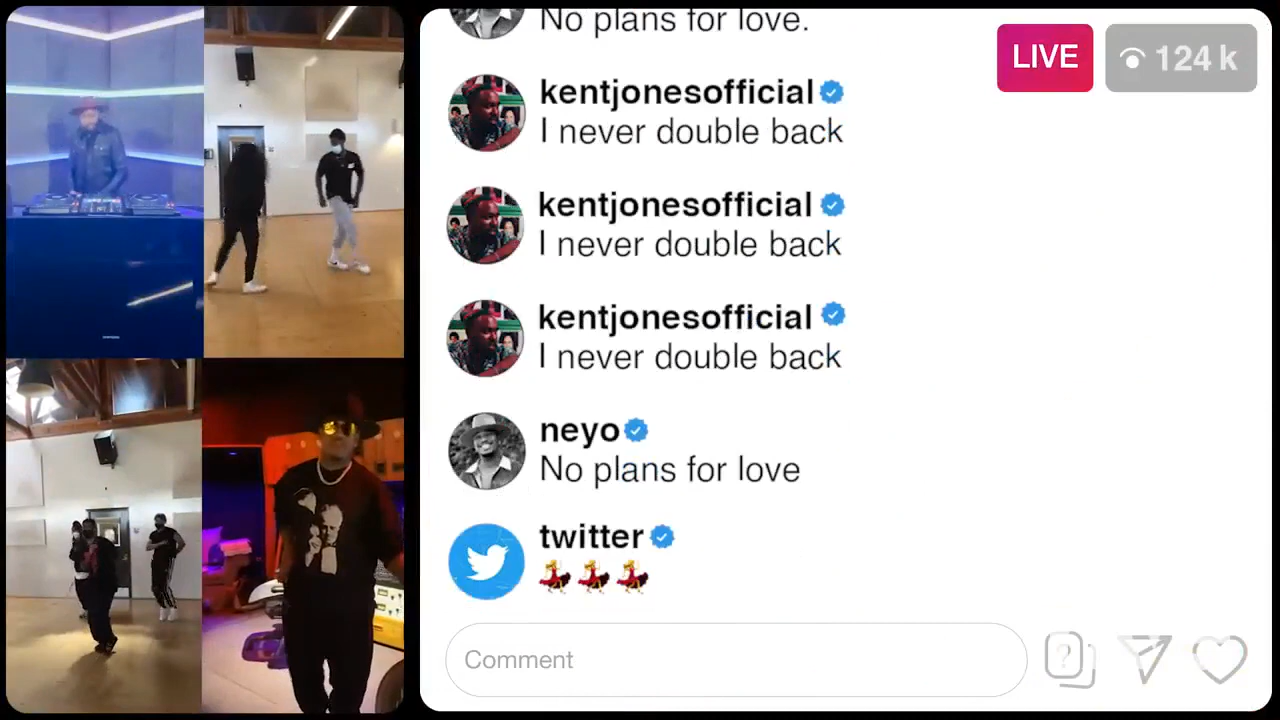 No plans for love.
LIVE
124 k
kentjonesofficial
I never double back
kentjonesofficial
I never double back
kentjonesofficial
I never double back
neyo
No plans for love
twitter
Comment
?